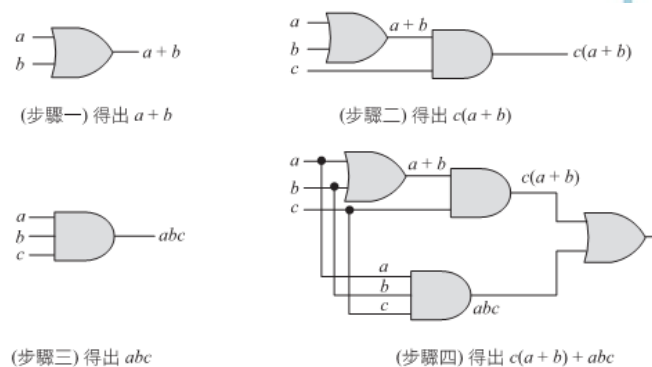 a
b
a + b
(步驟一) 得出 a + b
a
b
c
a + b
c(a + b)
(步驟二) 得出 c(a + b)
a
b
c
abc
(步驟三) 得出 abc
a
b
c
a + b
c(a + b)
a
b
c
abc
(步驟四) 得出 c(a + b) + abc